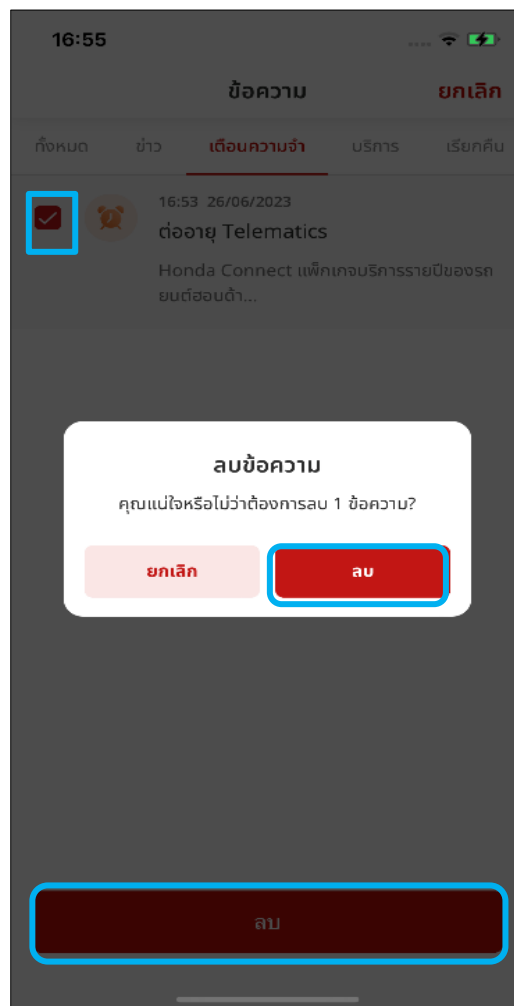 16:55
ข้อความ
ยกเลิก
ทั้งหมด ข่าว เตือนความจำ บริการ เรียกคืน
16:53 26/06/2023
ต่ออายุ Telematics
Honda Connect แพ็กเกจบริการรายปีของรถ
ยนต์ฮอนด้า...
ลบข้อความ
คุณแน่ใจหรือไม่ว่าต้องการลบ 1 ข้อความ?
ยกเลิก ลบ
ลบ